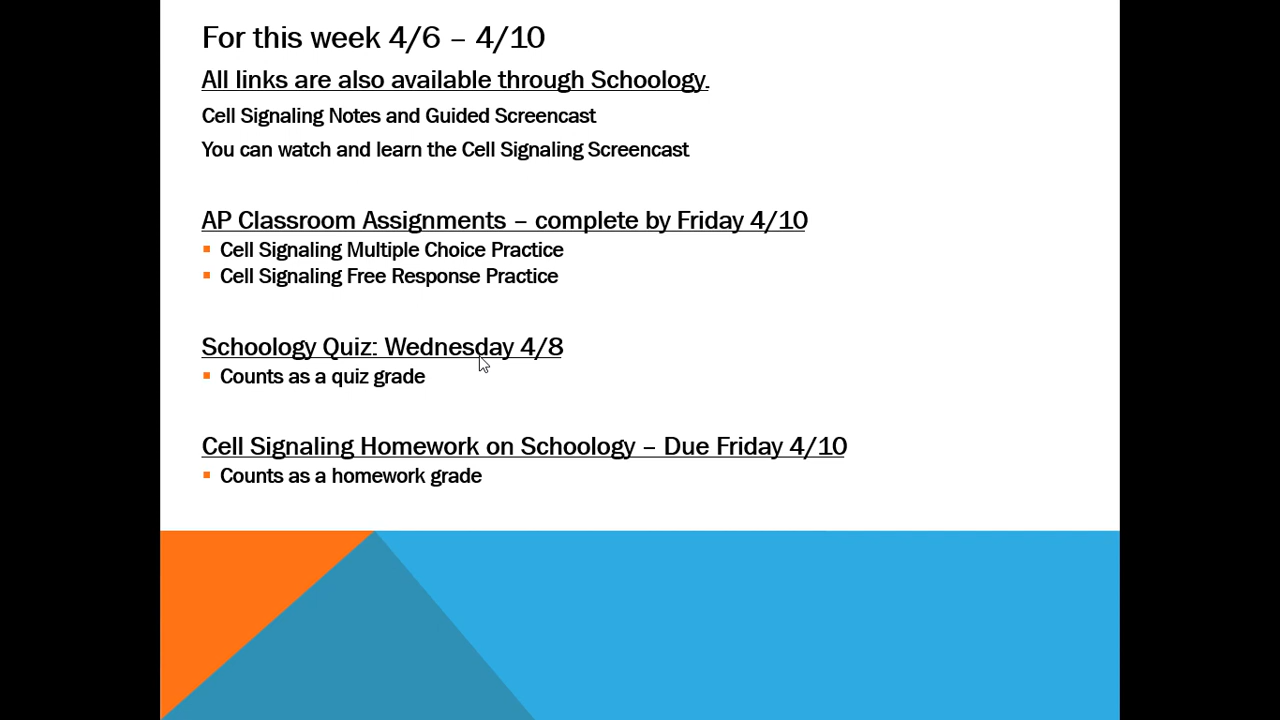 For this week 4/6 – 4/10
All links are also available through Schoology.
Cell Signaling Notes and Guided Screencast
You can watch and learn the Cell Signaling Screencast
AP Classroom Assignments – complete by Friday 4/10
▪ Cell Signaling Multiple Choice Practice
▪ Cell Signaling Free Response Practice
Schoology Quiz: Wednesday 4/8
▪ Counts as a quiz grade
Cell Signaling Homework on Schoology – Due Friday 4/10
▪ Counts as a homework grade